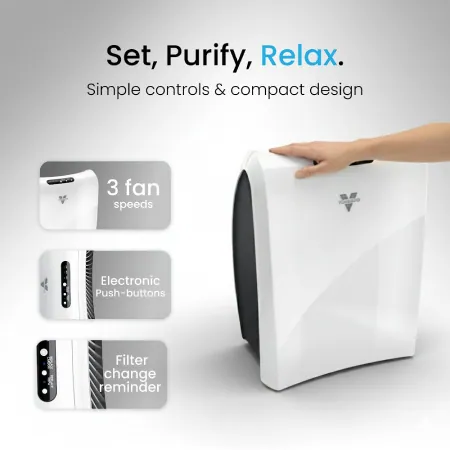 Set, Purify, Relax.
Simple controls & compact design
3 fan
speeds
Electronic
Push-buttons
Filter
change
reminder